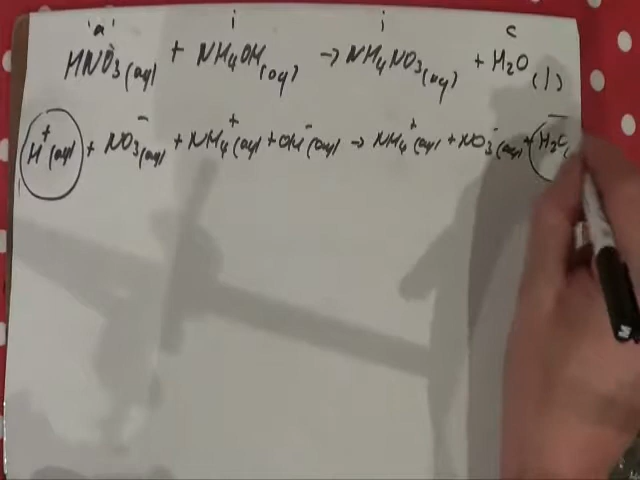 'a' i i c
HNO3(aq) + NH4OH(aq) → NH4NO3(aq) + H2O(l)
H+(aq) + NO3-(aq) + NH4+(aq) + OH-(aq) → NH4+(aq) + NO3-(aq) + H2O